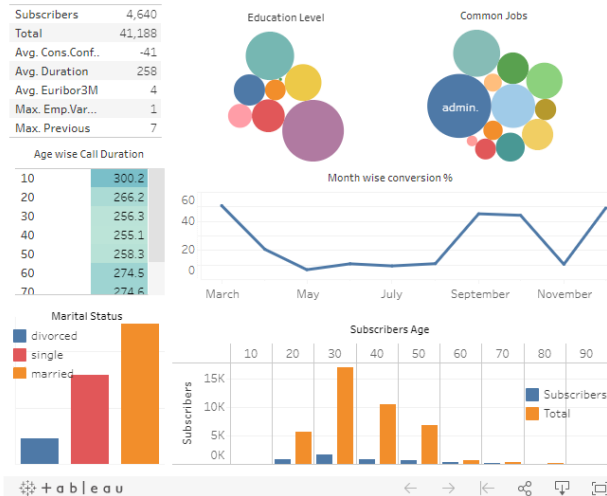 Subscribers 4,640
Total 41,188
Avg. Cons.Conf.. -41
Avg. Duration 258
Avg. Euribor3M 4
Max. Emp.Var... 1
Max. Previous 7
Education Level
Common Jobs
admin.
Age wise Call Duration
10 300.2
20 266.2
30 256.3
40 255.1
50 258.3
60 274.5
70 274.6
Month wise conversion %
60
20
0
March May July September November
Marital Status
divorced
single
married
Subscribers Age
10 20 30 40 50 60 70 80 90
Subscribers
15K
10K
5K
0K
Subscribers
Total
+ableau